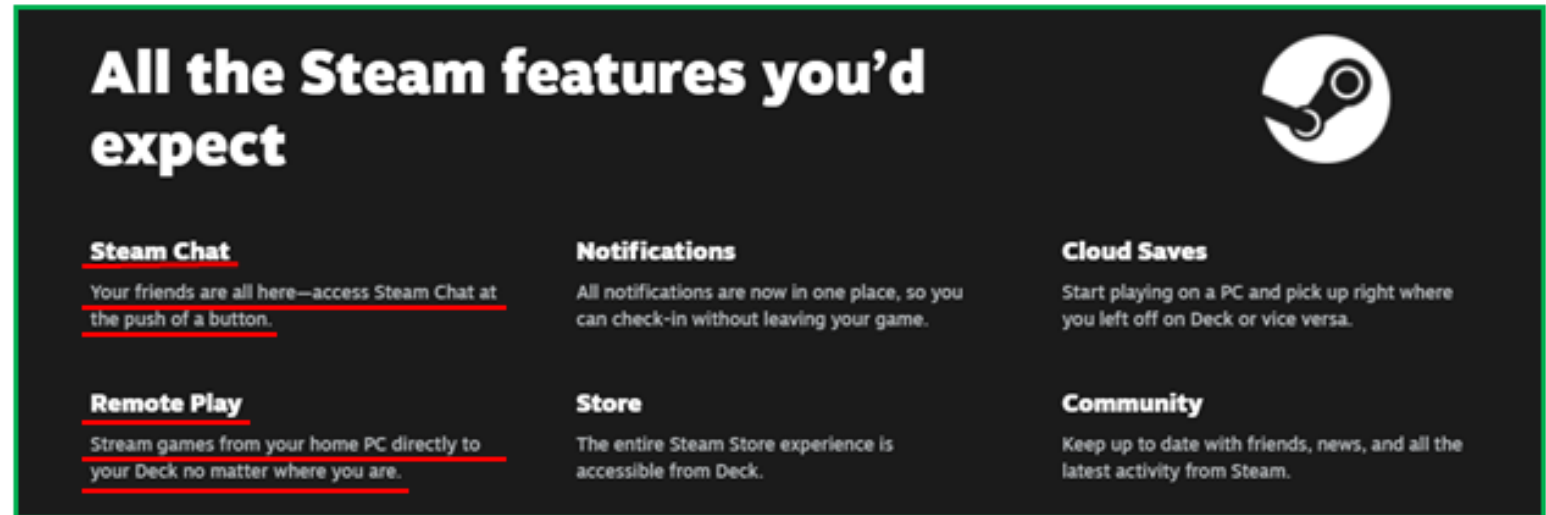 All the Steam features you’d
expect
Steam Chat
Your friends are all here—access Steam Chat at
the push of a button.
Notifications
All notifications are now in one place, so you
can check-in without leaving your game.
Cloud Saves
Start playing on a PC and pick up right where
you left off on Deck or vice versa.
Remote Play
Stream games from your home PC directly to
your Deck no matter where you are.
Store
The entire Steam Store experience is
accessible from Deck.
Community
Keep up to date with friends, news, and all the
latest activity from Steam.